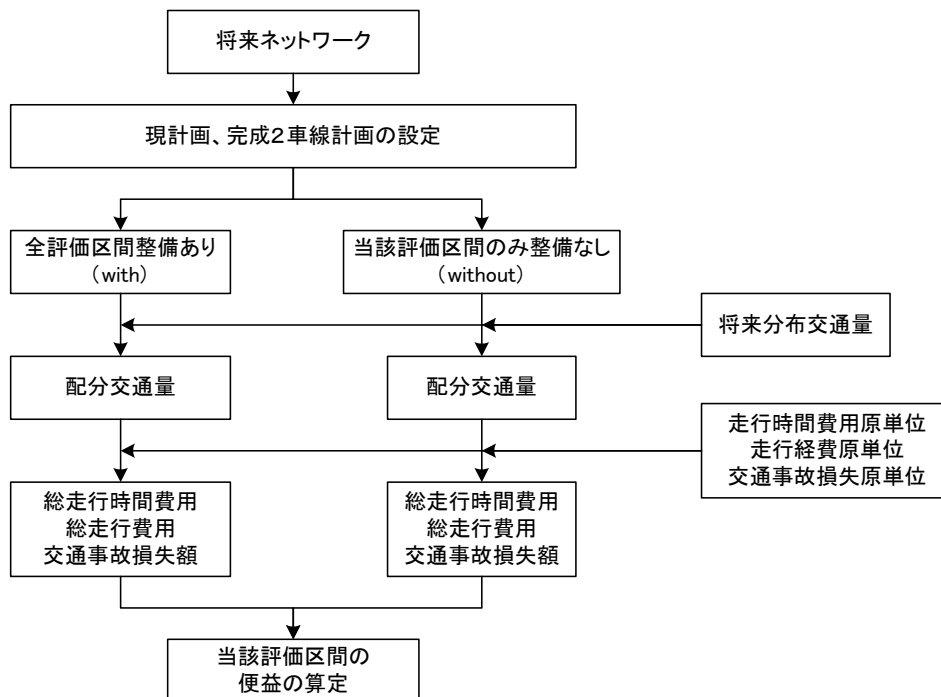 将来ネットワーク
現計画、完成２車線計画の設定
全評価区間整備あり
（with）
当該評価区間のみ整備なし
（without）
将来分布交通量
配分交通量
配分交通量
走行時間費用原単位
走行経費原単位
交通事故損失原単位
総走行時間費用
総走行費用
交通事故損失額
総走行時間費用
総走行費用
交通事故損失額
当該評価区間の
便益の算定